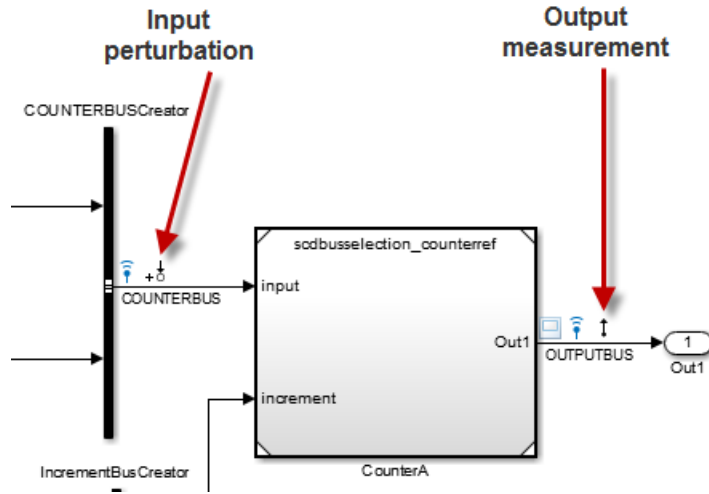 Input
perturbation
Output
measurement
COUNTERBUSCreator
scdbusselection_counterref
COUNTERBUS
input
Out1
OUTPUTBUS
1
Out1
increment
IncrementBusCreator
CounterA